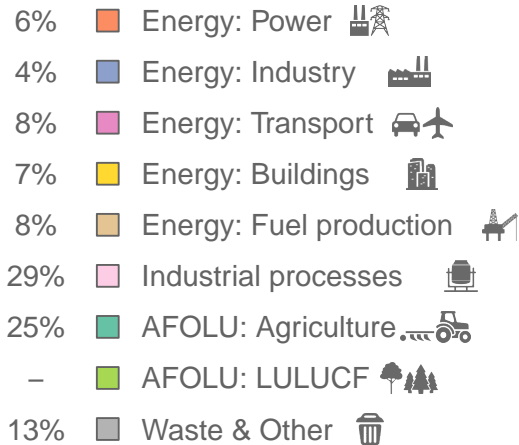 6% Energy: Power
4% Energy: Industry
8% Energy: Transport
7% Energy: Buildings
8% Energy: Fuel production
29% Industrial processes
25% AFOLU: Agriculture
– AFOLU: LULUCF
13% Waste & Other